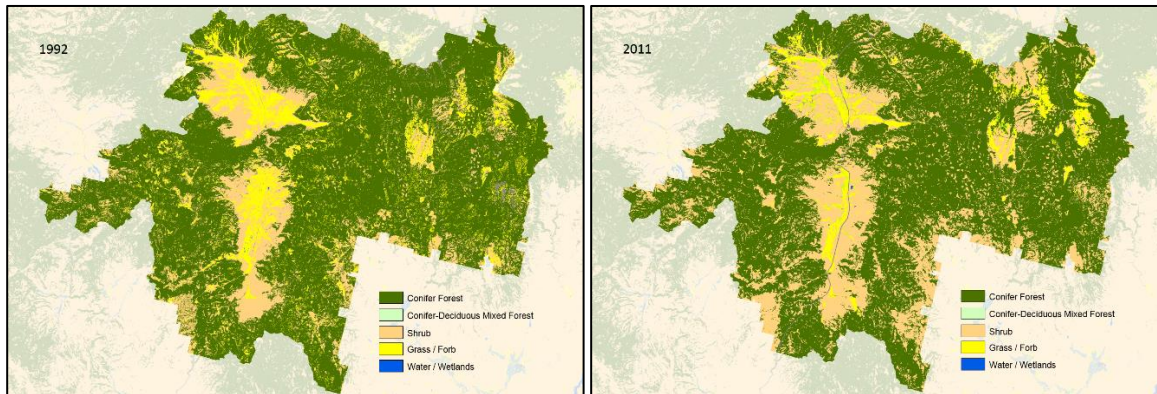 1992
Conifer Forest
Conifer-Deciduous Mixed Forest
Shrub
Grass / Forb
Water / Wetlands
2011
Conifer Forest
Conifer-Deciduous Mixed Forest
Shrub
Grass / Forb
Water / Wetlands